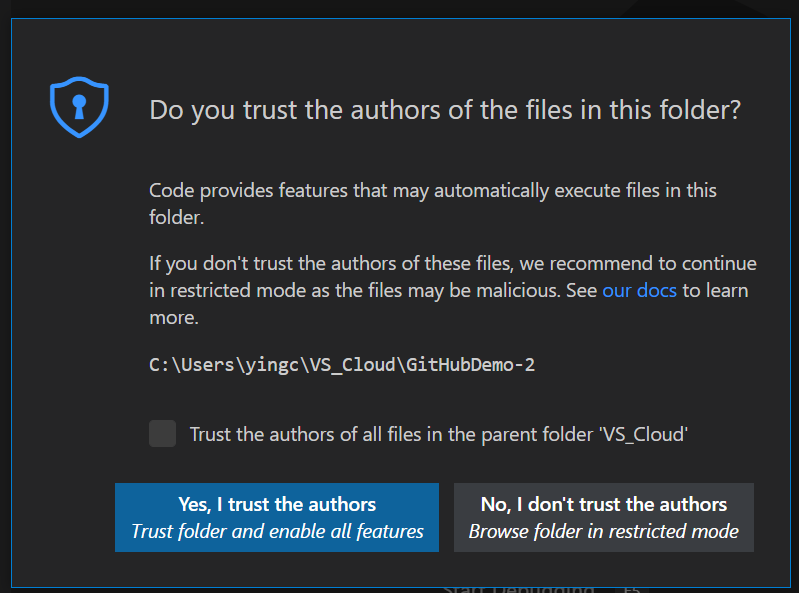 Do you trust the authors of the files in this folder?
Code provides features that may automatically execute files in this
folder.
If you don't trust the authors of these files, we recommend to continue
in restricted mode as the files may be malicious. See our docs to learn
more.
C:\Users\yingc\VS_Cloud\GitHubDemo-2
Trust the authors of all files in the parent folder 'VS_Cloud'
Yes, I trust the authors
Trust folder and enable all features
No, I don't trust the authors
Browse folder in restricted mode
Start Debugging F5